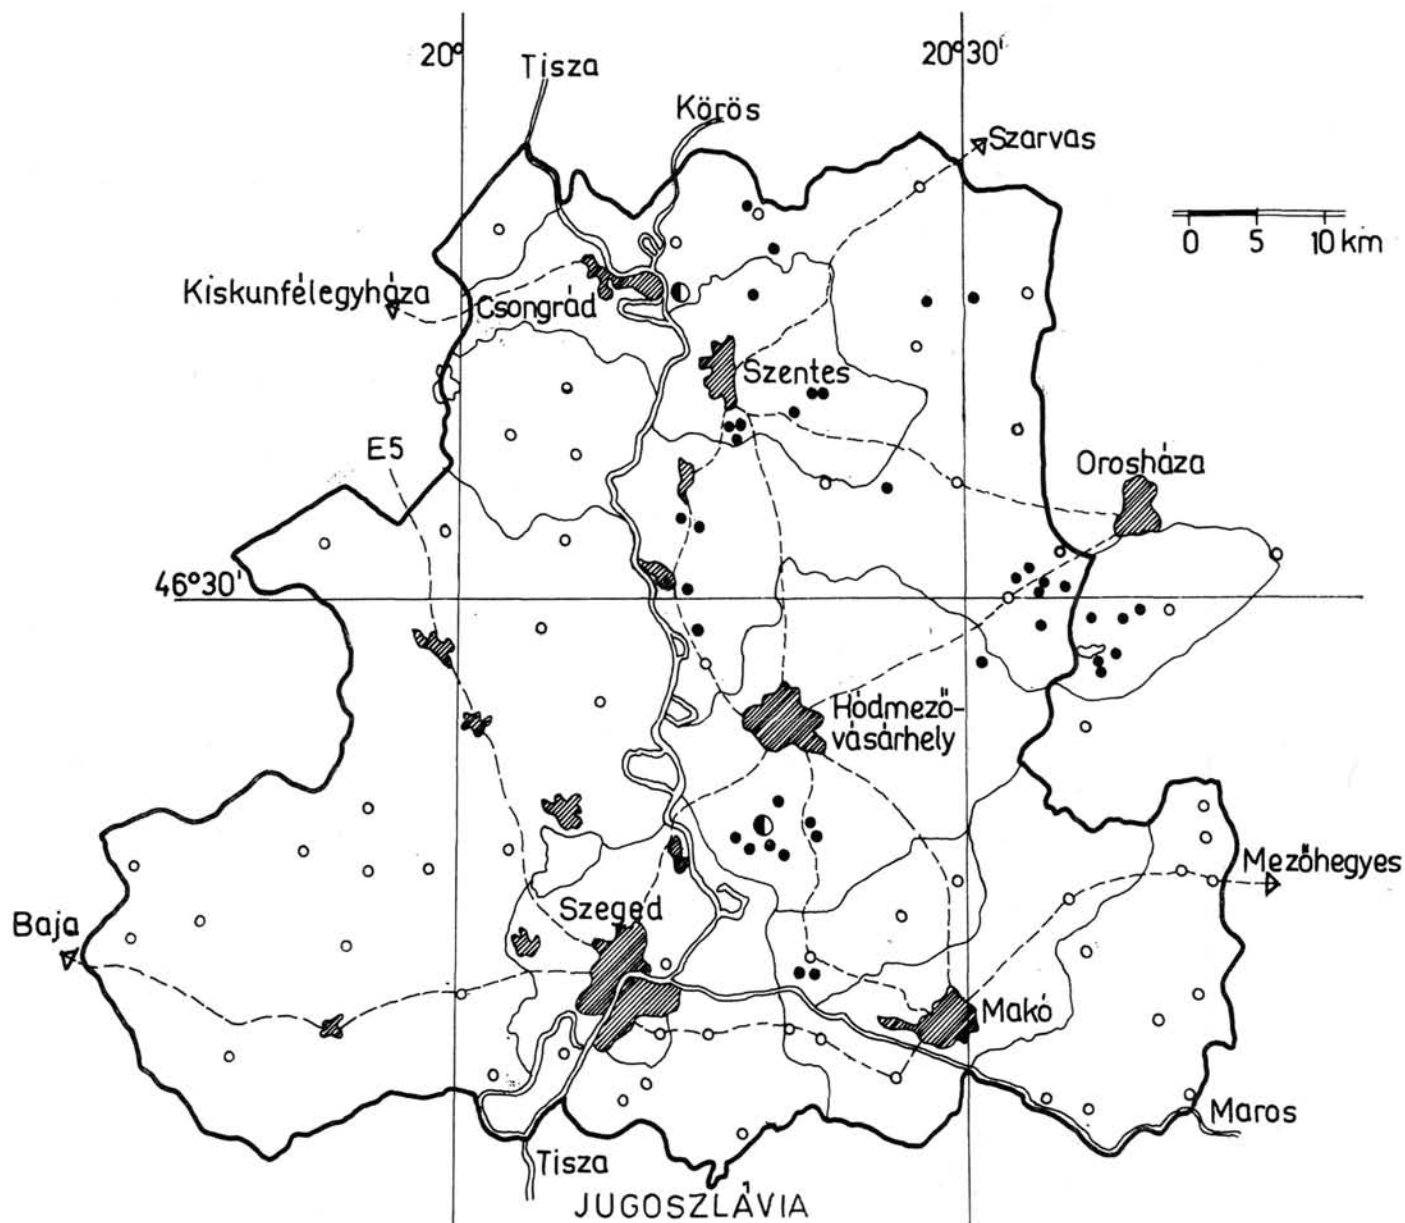 20°
20°30'
Tisza
Körös
Szarvas
0 5 10 km
Kiskunfélegyháza
Csongrád
Szentes
E5
Orosháza
46°30'
Hódmező-
vásárhely
Mezőhegyes
Szeged
Baja
Makó
Maros
Tisza
JUGOSZLÁVIA